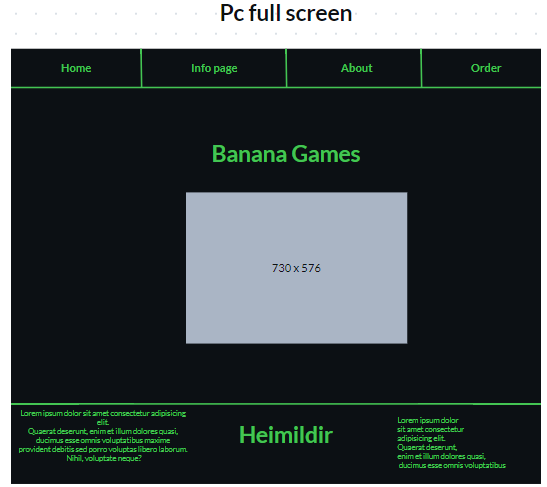 Pc full screen
Home Info page About Order
Banana Games
730 x 576
Lorem ipsum dolor sit amet consectetur adipisicing
elit.
Quaerat deserunt, enim et illum dolores quasi,
ducimus esse omnis voluptatibus maxime
provident debitis sed porro voluptas libero laborum.
Nihil, voluptate neque?
Heimildir
Lorem ipsum dolor
sit amet consectetur
adipisicing elit.
Quaerat deserunt,
enim et illum dolores quasi,
ducimus esse omnis voluptatibus